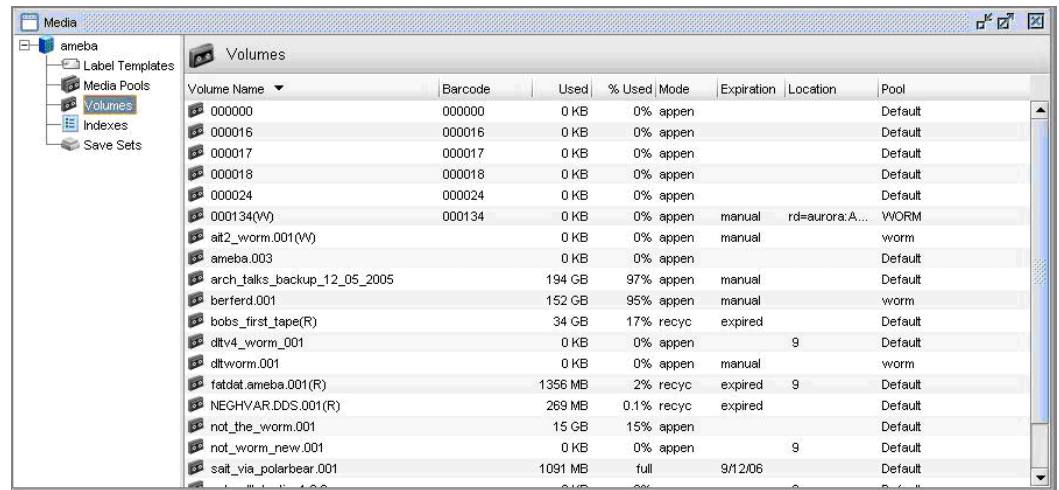 Media
ameba
Label Templates
Media Pools
Volumes
Indexes
Save Sets
Volumes
Volume Name Barcode Used % Used Mode Expiration Location Pool
000000 000000 0 KB 0% appen Default
000016 000016 0 KB 0% appen Default
000017 000017 0 KB 0% appen Default
000018 000018 0 KB 0% appen Default
000024 000024 0 KB 0% appen Default
000134(W) 000134 0 KB 0% appen manual rd=aurora:A... WORM
ait2_worm.001(W) 0 KB 0% appen manual worm
ameba.003 0 KB 0% appen Default
arch_talks_backup_12_05_2005 194 GB 97% appen manual Default
berferd.001 152 GB 95% appen manual worm
bobs_first_tape(R) 34 GB 17% recyc expired Default
dltv4_worm_001 0 KB 0% appen 9 Default
dltworm.001 0 KB 0% appen manual worm
fatdat.ameba.001(R) 1356 MB 2% recyc expired 9 Default
NEGHVAR.DDS.001(R) 269 MB 0.1% recyc expired Default
not_the_worm.001 15 GB 15% appen Default
not_worm_new.001 0 KB 0% appen 9 Default
sait_via_polarbear.001 1091 MB full 9/12/06 Default